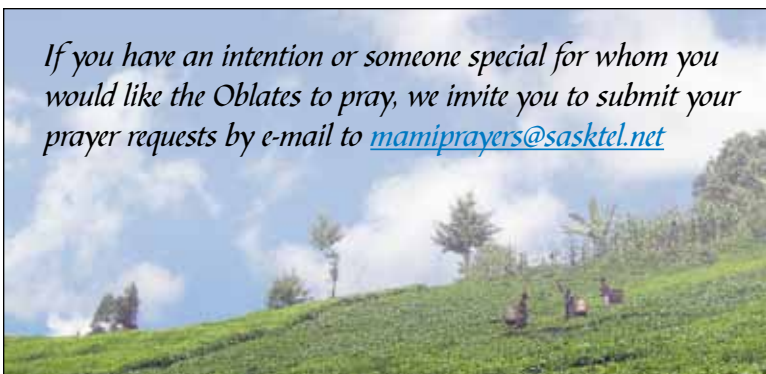 If you have an intention or someone special for whom you
would like the Oblates to pray, we invite you to submit your
prayer requests by e-mail to mamiprayers@sasktel.net